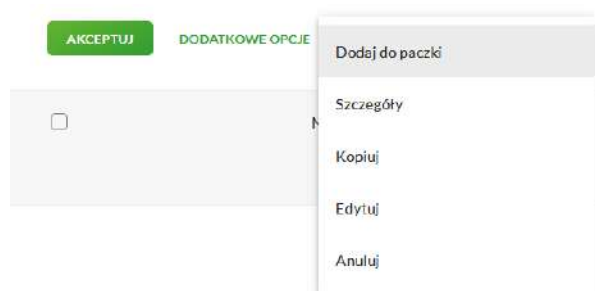 AKCEPTUJ
DODATKOWE OPCJE
Dodaj do paczki
Szczegóły
Kopiuj
Edytuj
Anuluj